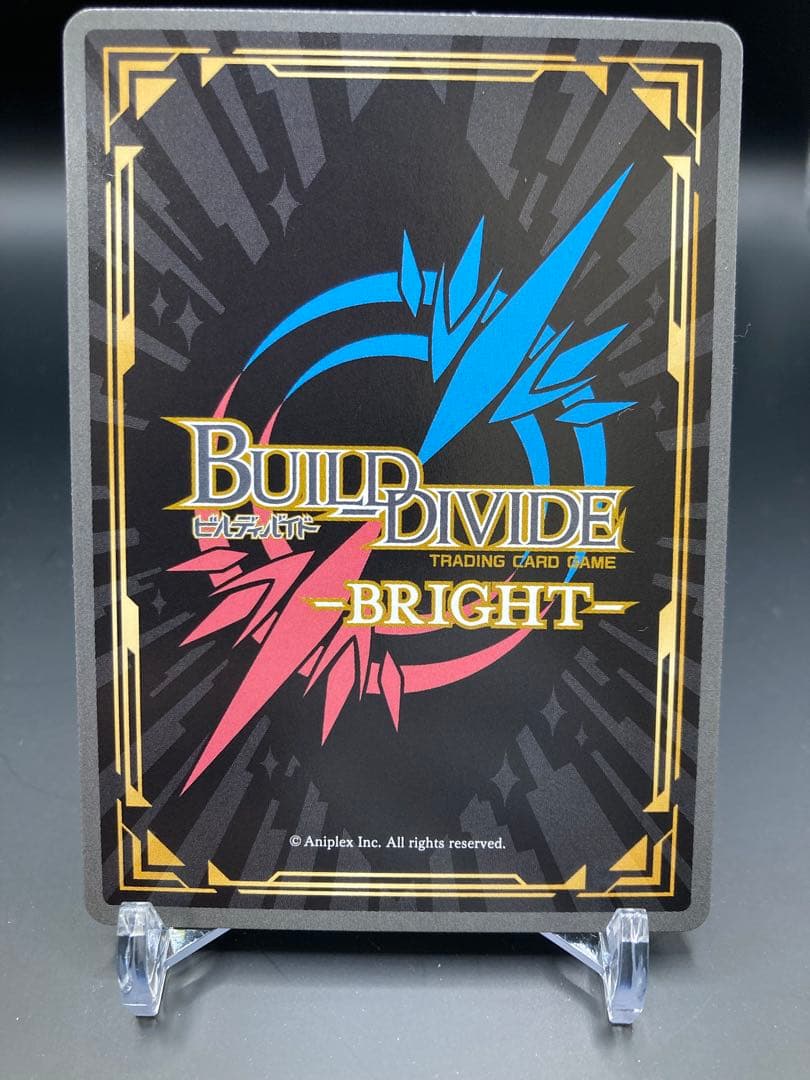 BUILD DIVIDE
ビルディバイド
TRADING CARD GAME
-BRIGHT-
© Aniplex Inc. All rights reserved.